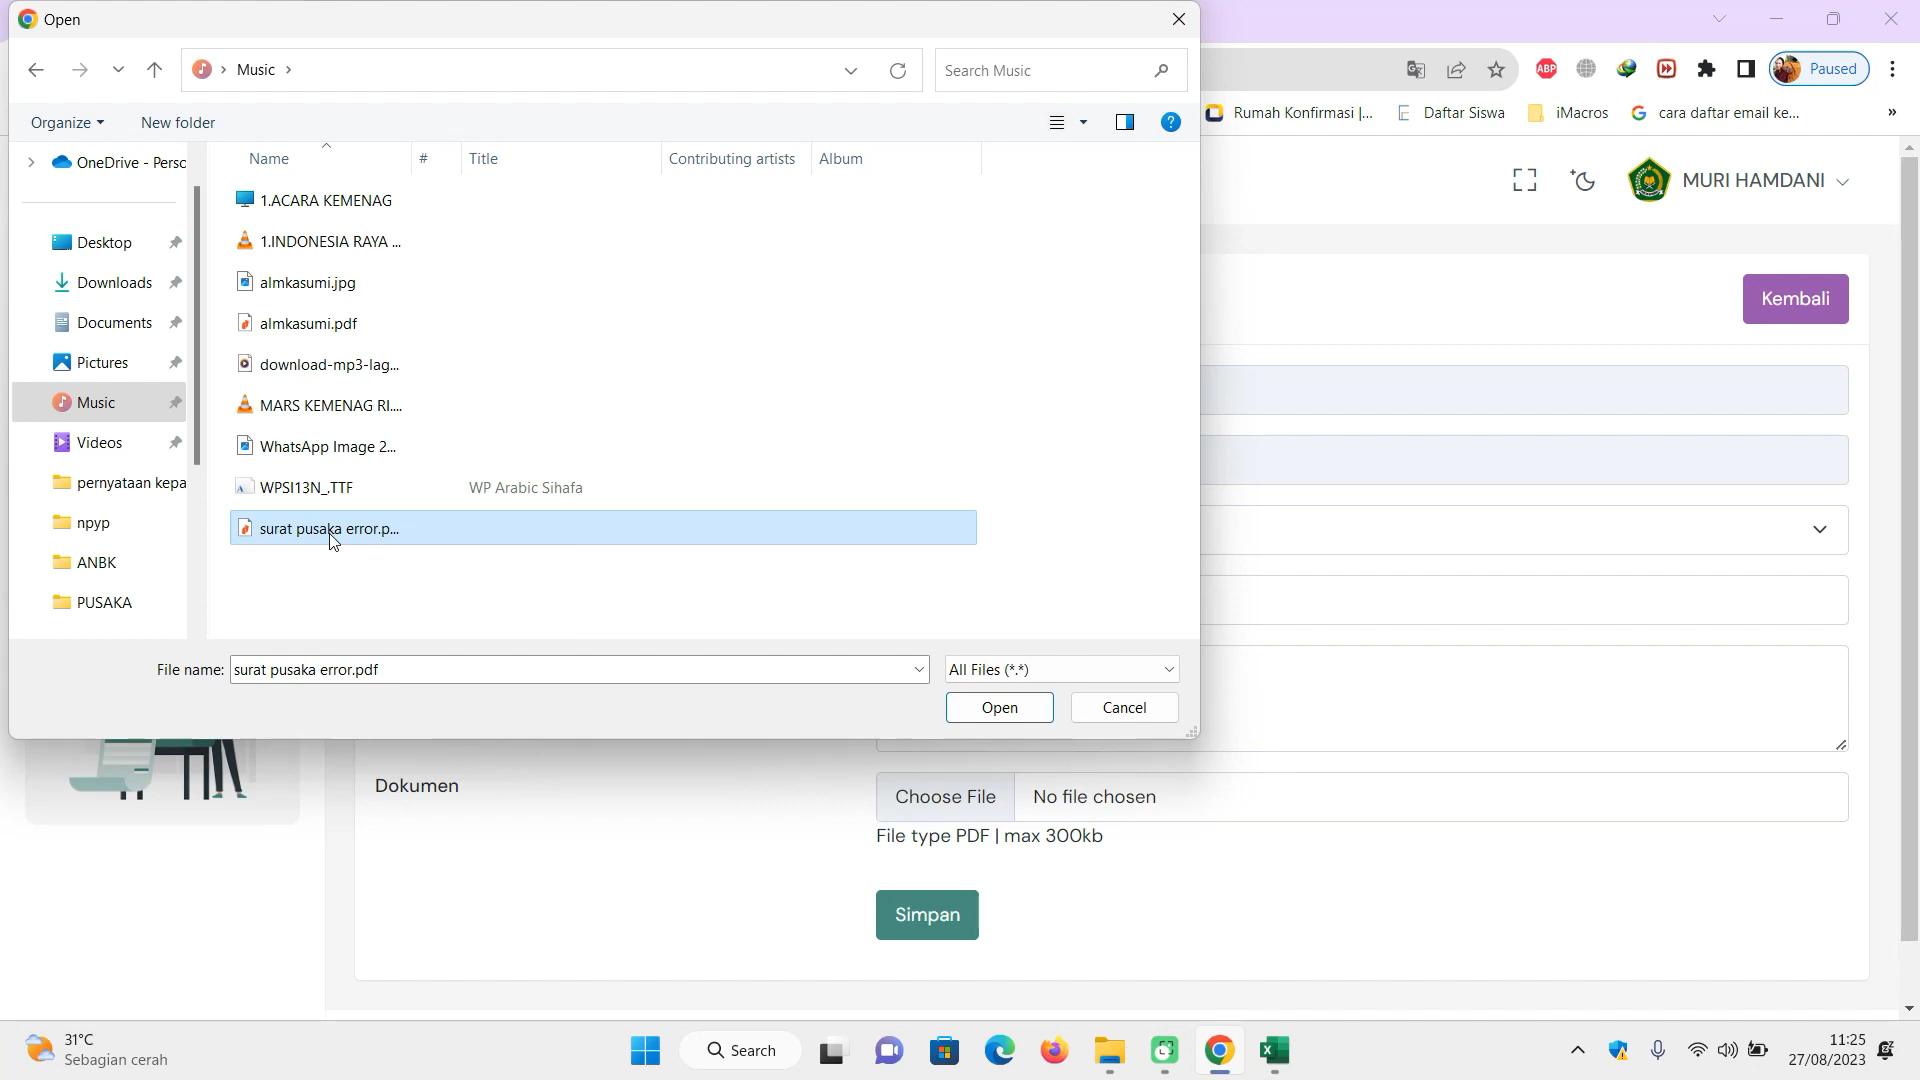 Open
Music
Search Music
Paused
Organize
New folder
Rumah Konfirmasi |...
Daftar Siswa
iMacros
cara daftar email ke...
»
OneDrive - Perso
Name
#
Title
Contributing artists
Album
MURI HAMDANI
1.ACARA KEMENAG
Desktop
1.INDONESIA RAYA ...
Downloads
almkasumi.jpg
Kembali
Documents
almkasumi.pdf
Pictures
download-mp3-lag...
Music
MARS KEMENAG RI....
Videos
WhatsApp Image 2...
pernyataan kepa
WPSI13N_.TTF
WP Arabic Sihafa
npyp
surat pusaka error.p...
ANBK
PUSAKA
File name:
surat pusaka error.pdf
All Files (*.*)
Open
Cancel
Dokumen
Choose File
No file chosen
File type PDF | max 300kb
Simpan
31°C
Sebagian cerah
Search
11:25
27/08/2023
ABP